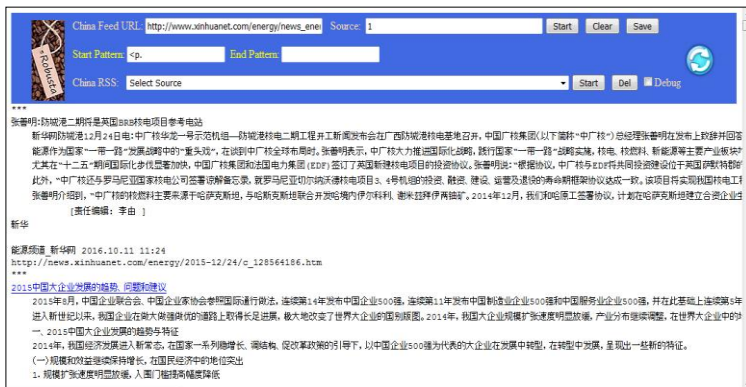 China Feed URL: http://www.xinhuanet.com/energy/news_ener Source: 1 Start Clear Save
Start Pattern: <p. End Pattern:
China RSS: Select Source Start Del Debug
Robusta
***
张善明:防城港二期将是英国BRB核电项目参考电站
新华网防城港12月24日电:中广核华龙一号示范机组—防城港核电二期工程开工新闻发布会在广西防城港核电基地召开，中国广核集团(以下简称“中广核”)总经理张善明在发布上致辞并回答
能源作为国家“一带一路”发展战略中的“重头戏”，在谈到中广核全球布局时。张善明表示，中广核大力推进国际化战略，践行国家“一带一路”战略实施，核电、核燃料、新能源等主要产业板块均
尤其在“十二五”期间国际化步伐显著加快，中广核集团和法国电力集团(EDF)签订了英国新建核电项目的投资协议。张善明说:“根据协议，中广核与EDF将共同投资建设位于英国萨默特郡的
此外，“中广核还与罗马尼亚国家核电公司签署谅解备忘录，就罗马尼亚切尔纳沃德核电项目3、4号机组的投资、融资、建设、运营及退役的寿命期框架协议达成一致。该项目将实现我国核电工程
张善明介绍到，“中广核的核燃料主要来源于哈萨克斯坦，与哈斯克斯坦联合开发哈境内伊尔科利、谢米兹拜伊两铀矿。2014年12月，我们和哈原工签署协议，计划在哈萨克斯坦建立合资企业生
[责任编辑: 李由 ]
新华
能源频道_新华网 2016.10.11 11:24
http://news.xinhuanet.com/energy/2015-12/24/c_128564186.htm
***
2015中国大企业发展的趋势、问题和建议
2015年8月，中国企业联合会、中国企业家协会参照国际通行做法，连续第14年发布中国企业500强，连续第11年发布中国制造业企业500强和中国服务业企业500强，并在此基础上连续第5年
进入新世纪以来，我国企业在做大做强做优的道路上取得长足进展，极大地改变了世界大企业的国别版图。2014年，我国大企业规模扩张速度明显放缓，产业分布继续调整，在世界大企业中的
一、2015中国大企业发展的趋势与特征
2014年，我国经济发展进入新常态，在国家一系列稳增长、调结构、促改革政策的引导下，以中国企业500强为代表的大企业在发展中转型，在转型中发展，呈现出一些新的特征。
(一)规模和效益继续保持增长，在国民经济中的地位突出
1. 规模扩张速度明显放缓，入围门槛提高幅度降低